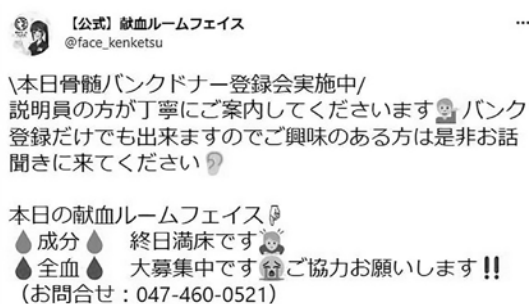 【公式】献血ルームフェイス
@face_kenketsu
\本日骨髄バンクドナー登録会実施中/
説明員の方が丁寧にご案内してくださいます💁バンク
登録だけでも出来ますのでご興味のある方は是非お話
聞きに来てください👂
本日の献血ルームフェイス👇
💧成分💧 終日満床です🙇
🩸全血🩸 大募集中です😭ご協力お願いします‼
（お問合せ：047-460-0521）